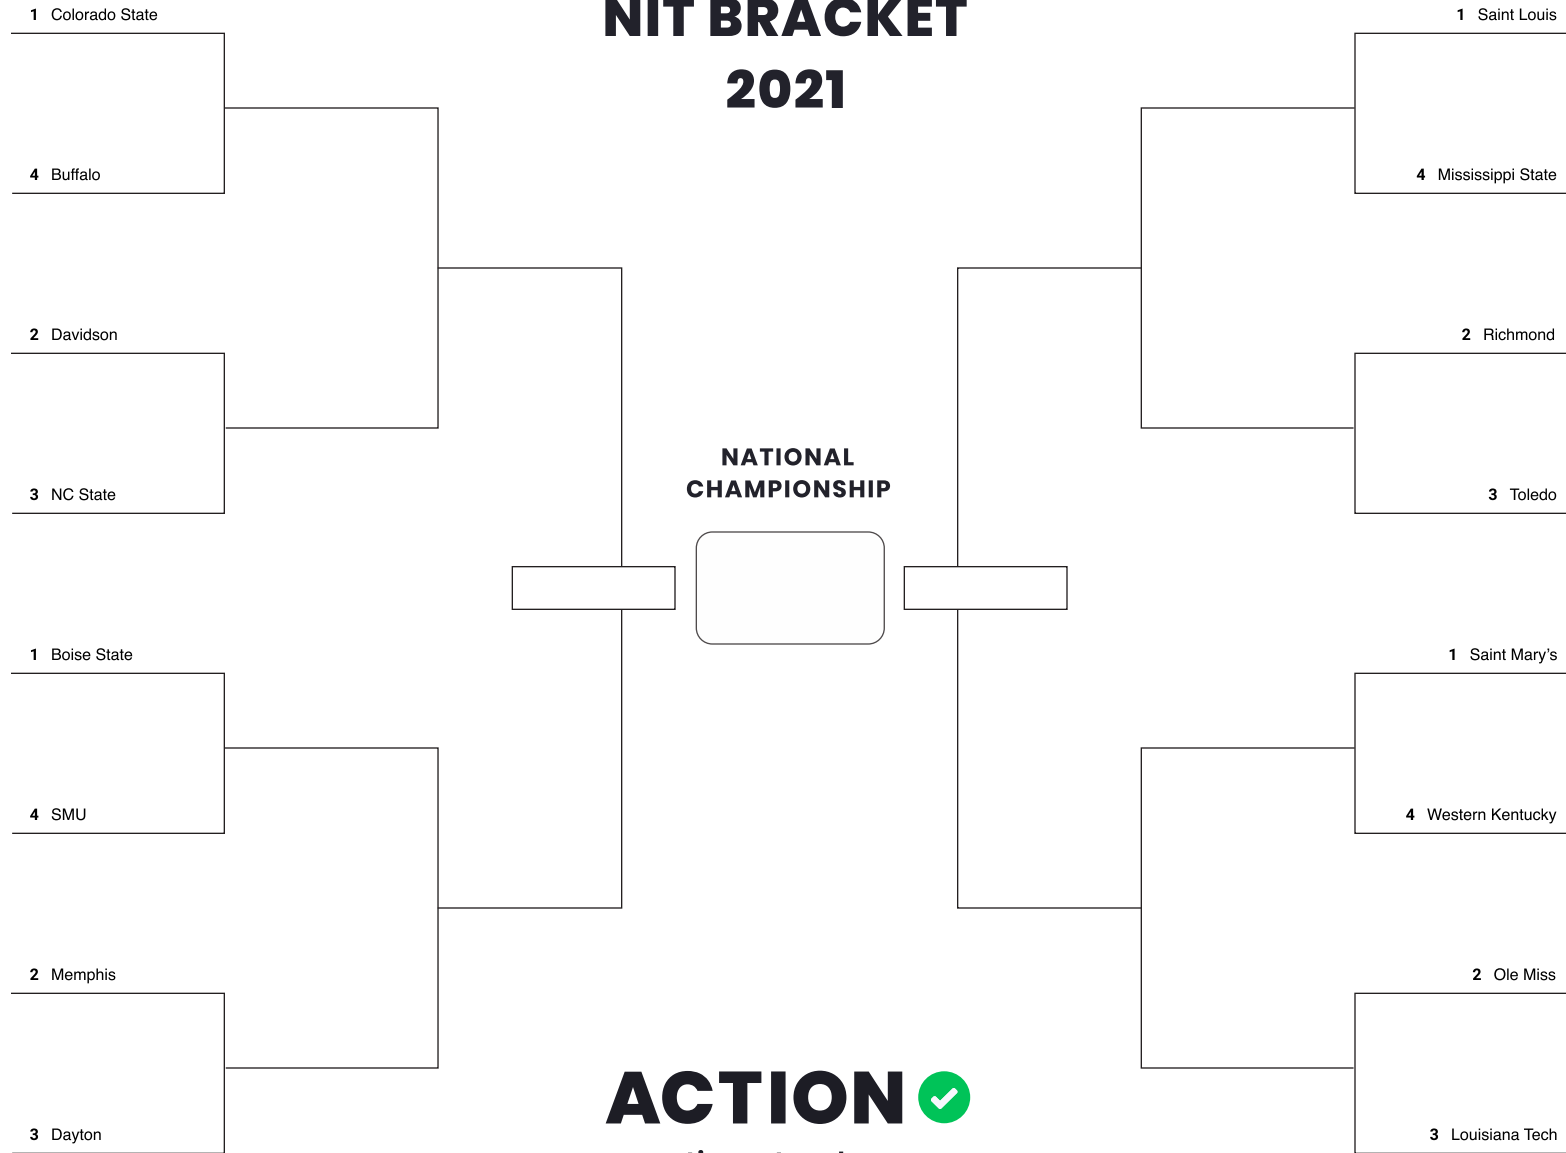 NIT BRACKET
2021
1 Colorado State
4 Buffalo
2 Davidson
3 NC State
1 Boise State
4 SMU
2 Memphis
3 Dayton
NATIONAL
CHAMPIONSHIP
1 Saint Louis
4 Mississippi State
2 Richmond
3 Toledo
1 Saint Mary’s
4 Western Kentucky
2 Ole Miss
3 Louisiana Tech
ACTION